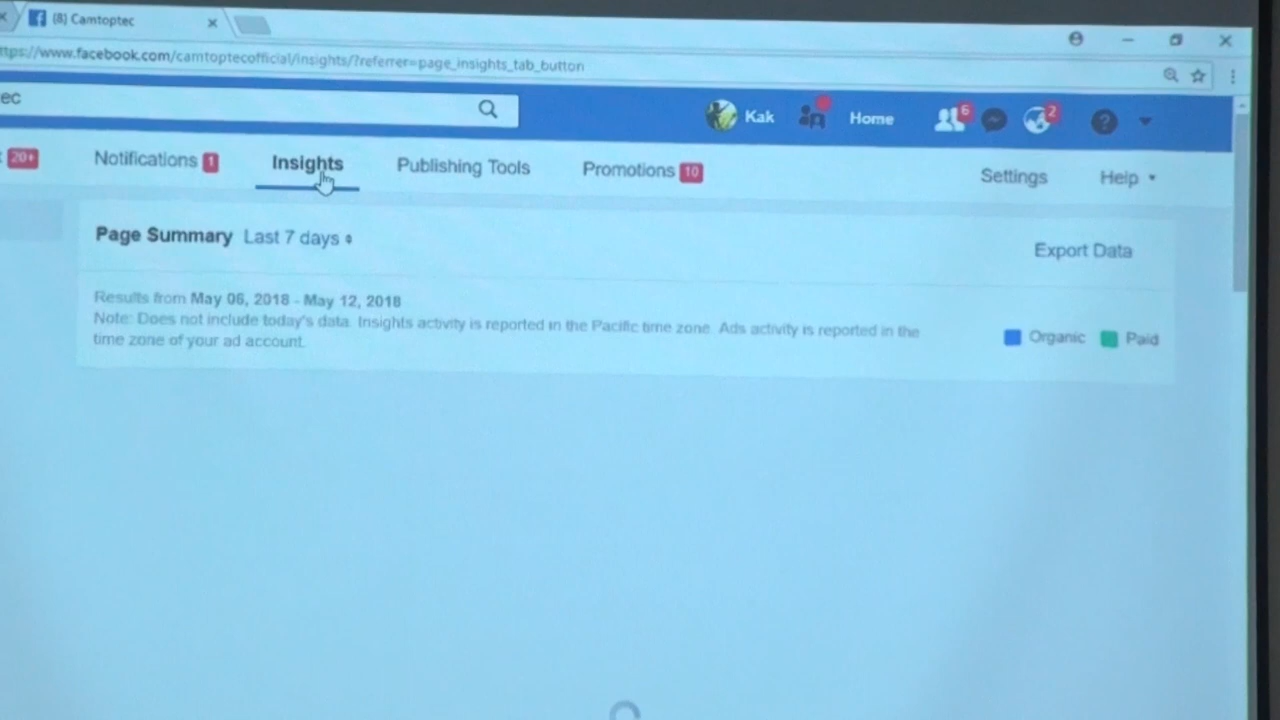 (8) Camtoptec
ttps://www.facebook.com/camtoptecofficial/insights/?referrer=page_insights_tab_button
ec
Kak
Home
6
2
20+
Notifications 1
Insights
Publishing Tools
Promotions 10
Settings
Help
Page Summary Last 7 days
Export Data
Results from May 06, 2018 - May 12, 2018
Note: Does not include today's data. Insights activity is reported in the Pacific time zone. Ads activity is reported in the
time zone of your ad account.
Organic
Paid